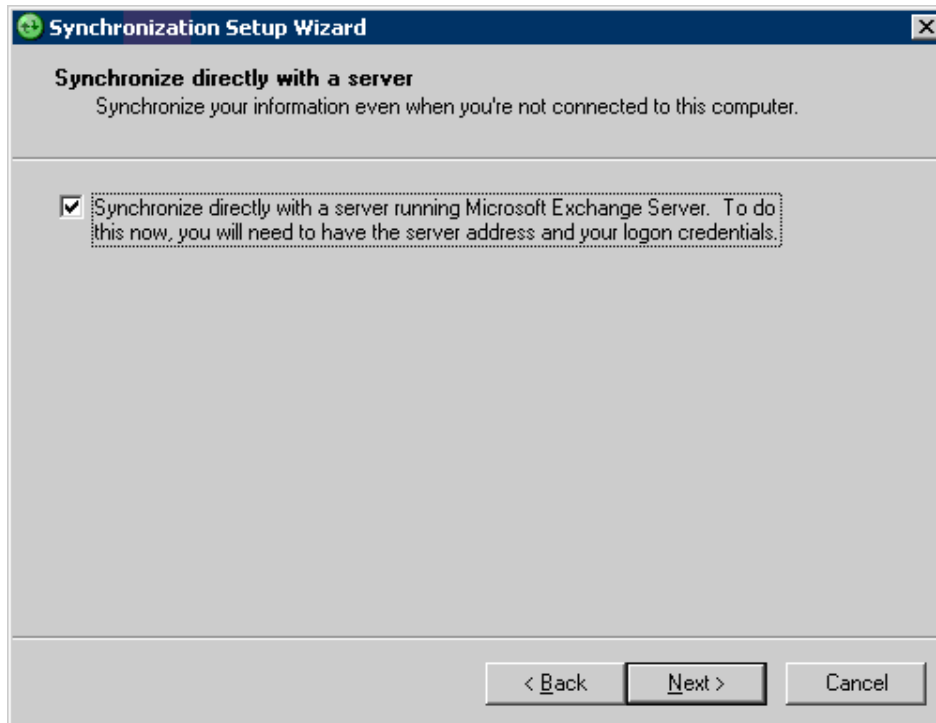 Synchronization Setup Wizard
Synchronize directly with a server
Synchronize your information even when you're not connected to this computer.
Synchronize directly with a server running Microsoft Exchange Server. To do
this now, you will need to have the server address and your logon credentials.
< Back
Next >
Cancel